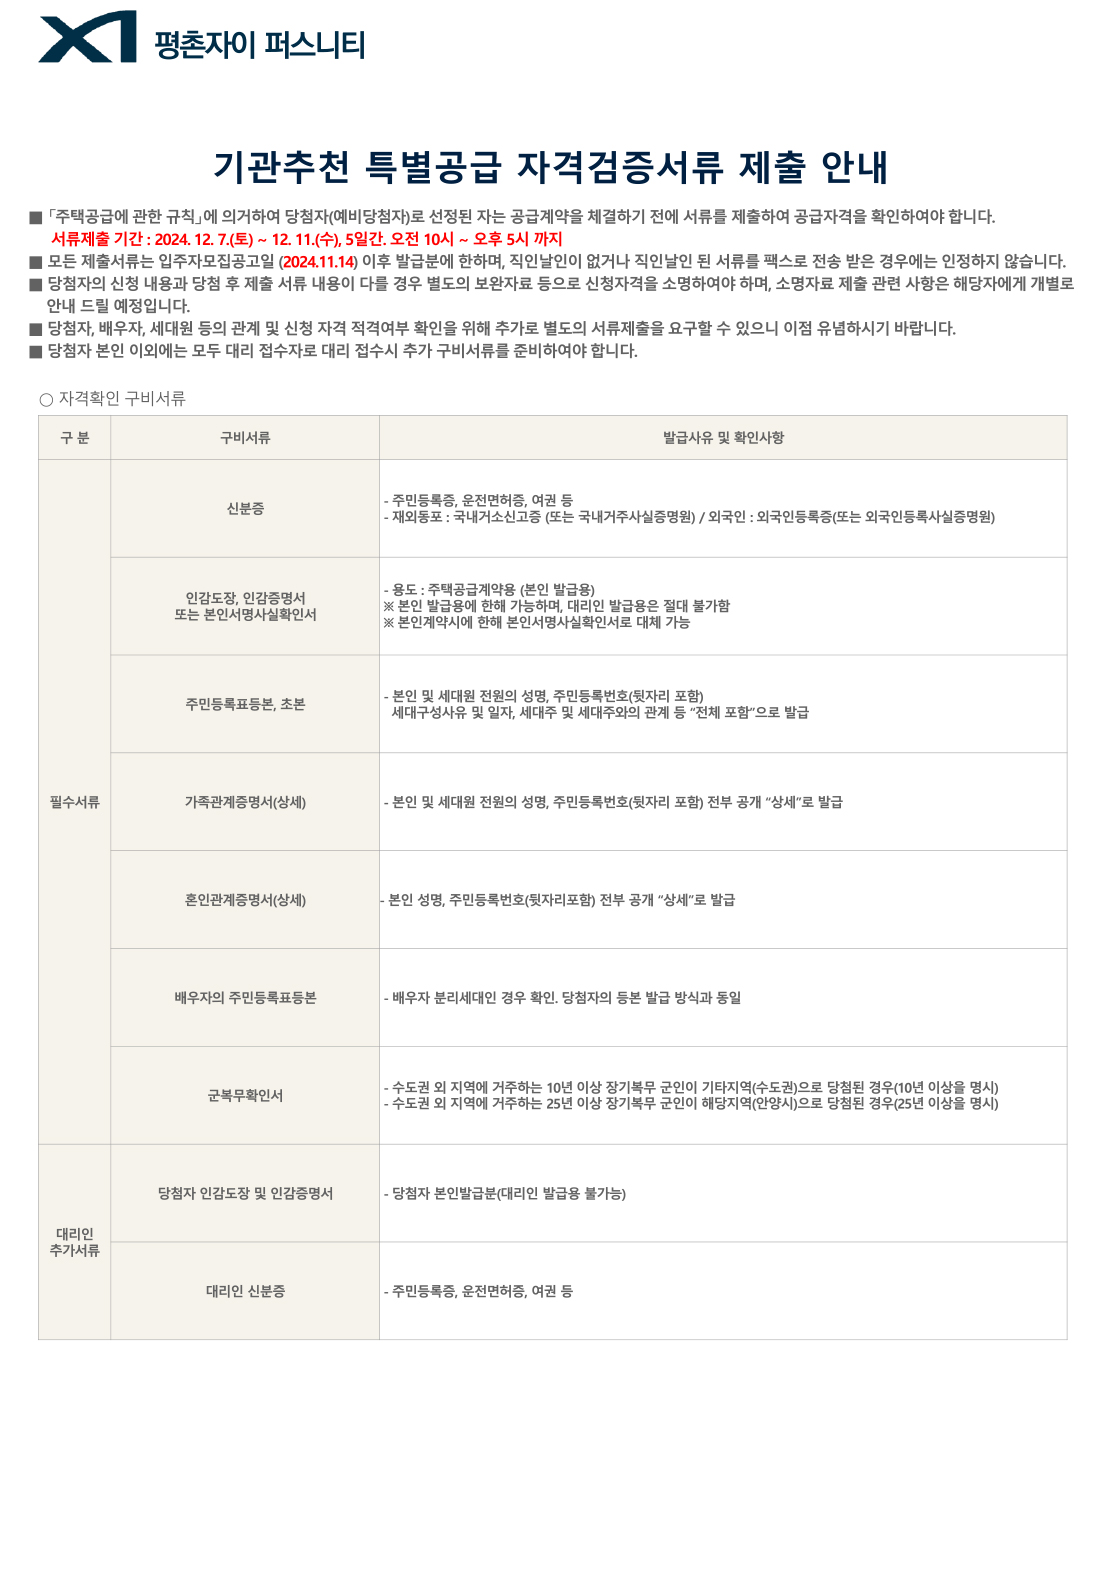 평촌자이 퍼스니티
기관추천 특별공급 자격검증서류 제출 안내
■ ｢주택공급에 관한 규칙｣에 의거하여 당첨자(예비당첨자)로 선정된 자는 공급계약을 체결하기 전에 서류를 제출하여 공급자격을 확인하여야 합니다.
서류제출 기간 : 2024. 12. 7.(토) ~ 12. 11.(수), 5일간. 오전 10시 ~ 오후 5시 까지
■ 모든 제출서류는 입주자모집공고일 (2024.11.14) 이후 발급분에 한하며, 직인날인이 없거나 직인날인 된 서류를 팩스로 전송 받은 경우에는 인정하지 않습니다.
■ 당첨자의 신청 내용과 당첨 후 제출 서류 내용이 다를 경우 별도의 보완자료 등으로 신청자격을 소명하여야 하며, 소명자료 제출 관련 사항은 해당자에게 개별로
안내 드릴 예정입니다.
■ 당첨자, 배우자, 세대원 등의 관계 및 신청 자격 적격여부 확인을 위해 추가로 별도의 서류제출을 요구할 수 있으니 이점 유념하시기 바랍니다.
■ 당첨자 본인 이외에는 모두 대리 접수자로 대리 접수시 추가 구비서류를 준비하여야 합니다.
○ 자격확인 구비서류
구 분 구비서류 발급사유 및 확인사항
필수서류
신분증
- 주민등록증, 운전면허증, 여권 등
- 재외동포 : 국내거소신고증 (또는 국내거주사실증명원) / 외국인 : 외국인등록증(또는 외국인등록사실증명원)
인감도장, 인감증명서
또는 본인서명사실확인서
- 용도 : 주택공급계약용 (본인 발급용)
※ 본인 발급용에 한해 가능하며, 대리인 발급용은 절대 불가함
※ 본인계약시에 한해 본인서명사실확인서로 대체 가능
주민등록표등본, 초본
- 본인 및 세대원 전원의 성명, 주민등록번호(뒷자리 포함)
세대구성사유 및 일자, 세대주 및 세대주와의 관계 등 “전체 포함”으로 발급
가족관계증명서(상세)
- 본인 및 세대원 전원의 성명, 주민등록번호(뒷자리 포함) 전부 공개 “상세”로 발급
혼인관계증명서(상세)
- 본인 성명, 주민등록번호(뒷자리포함) 전부 공개 “상세”로 발급
배우자의 주민등록표등본
- 배우자 분리세대인 경우 확인. 당첨자의 등본 발급 방식과 동일
군복무확인서
- 수도권 외 지역에 거주하는 10년 이상 장기복무 군인이 기타지역(수도권)으로 당첨된 경우(10년 이상을 명시)
- 수도권 외 지역에 거주하는 25년 이상 장기복무 군인이 해당지역(안양시)으로 당첨된 경우(25년 이상을 명시)
대리인
추가서류
당첨자 인감도장 및 인감증명서
- 당첨자 본인발급분(대리인 발급용 불가능)
대리인 신분증
- 주민등록증, 운전면허증, 여권 등